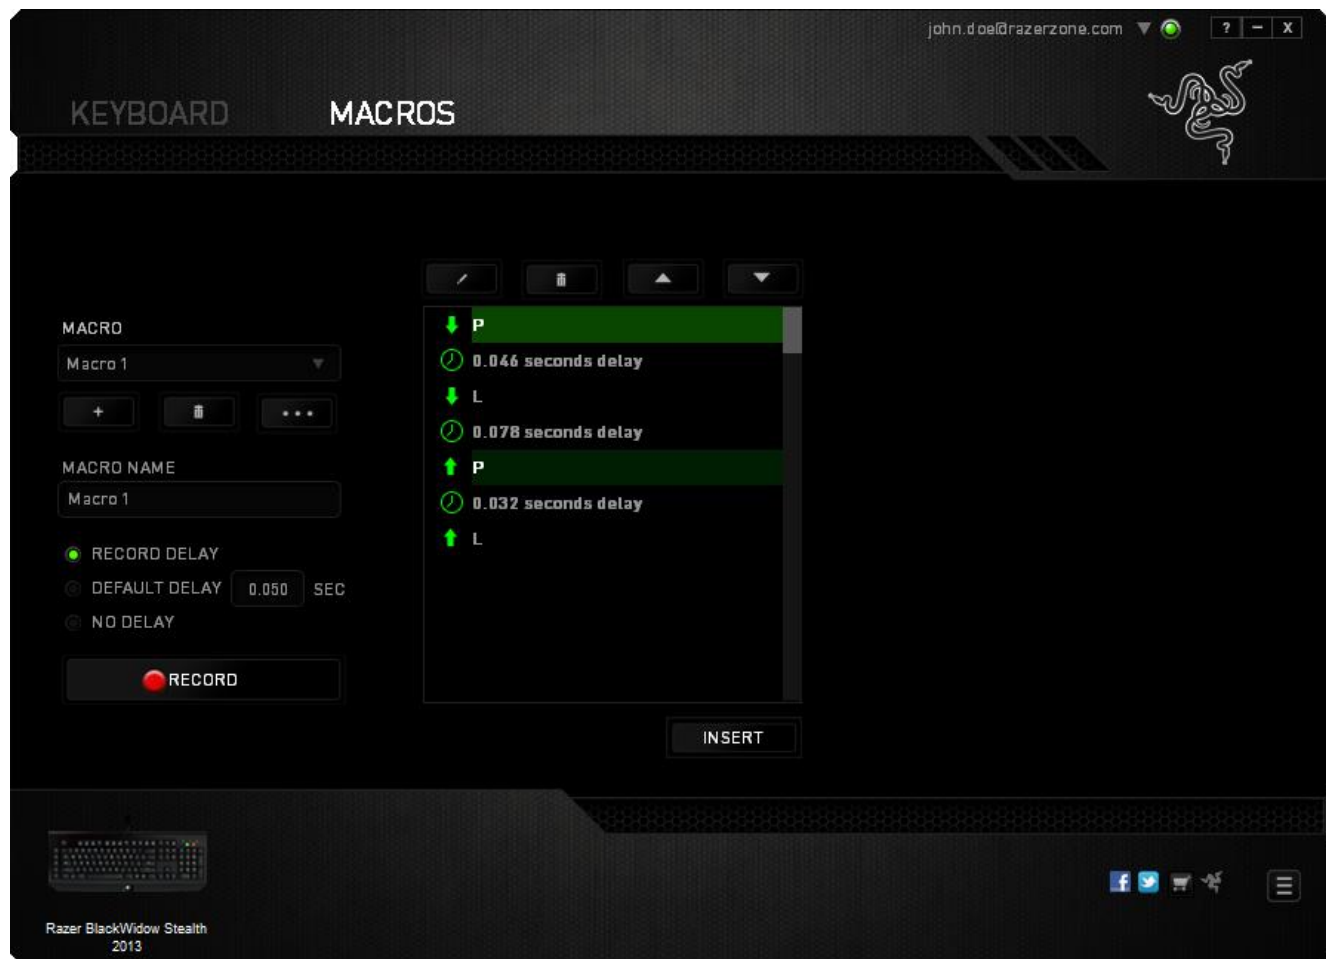 john.doe@razerzone.com
? – X
KEYBOARD MACROS
MACRO
Macro 1
+ •••
MACRO NAME
Macro 1
RECORD DELAY
DEFAULT DELAY 0.050 SEC
NO DELAY
RECORD
P
0.046 seconds delay
L
0.078 seconds delay
P
0.032 seconds delay
L
INSERT
Razer BlackWidow Stealth
2013
f